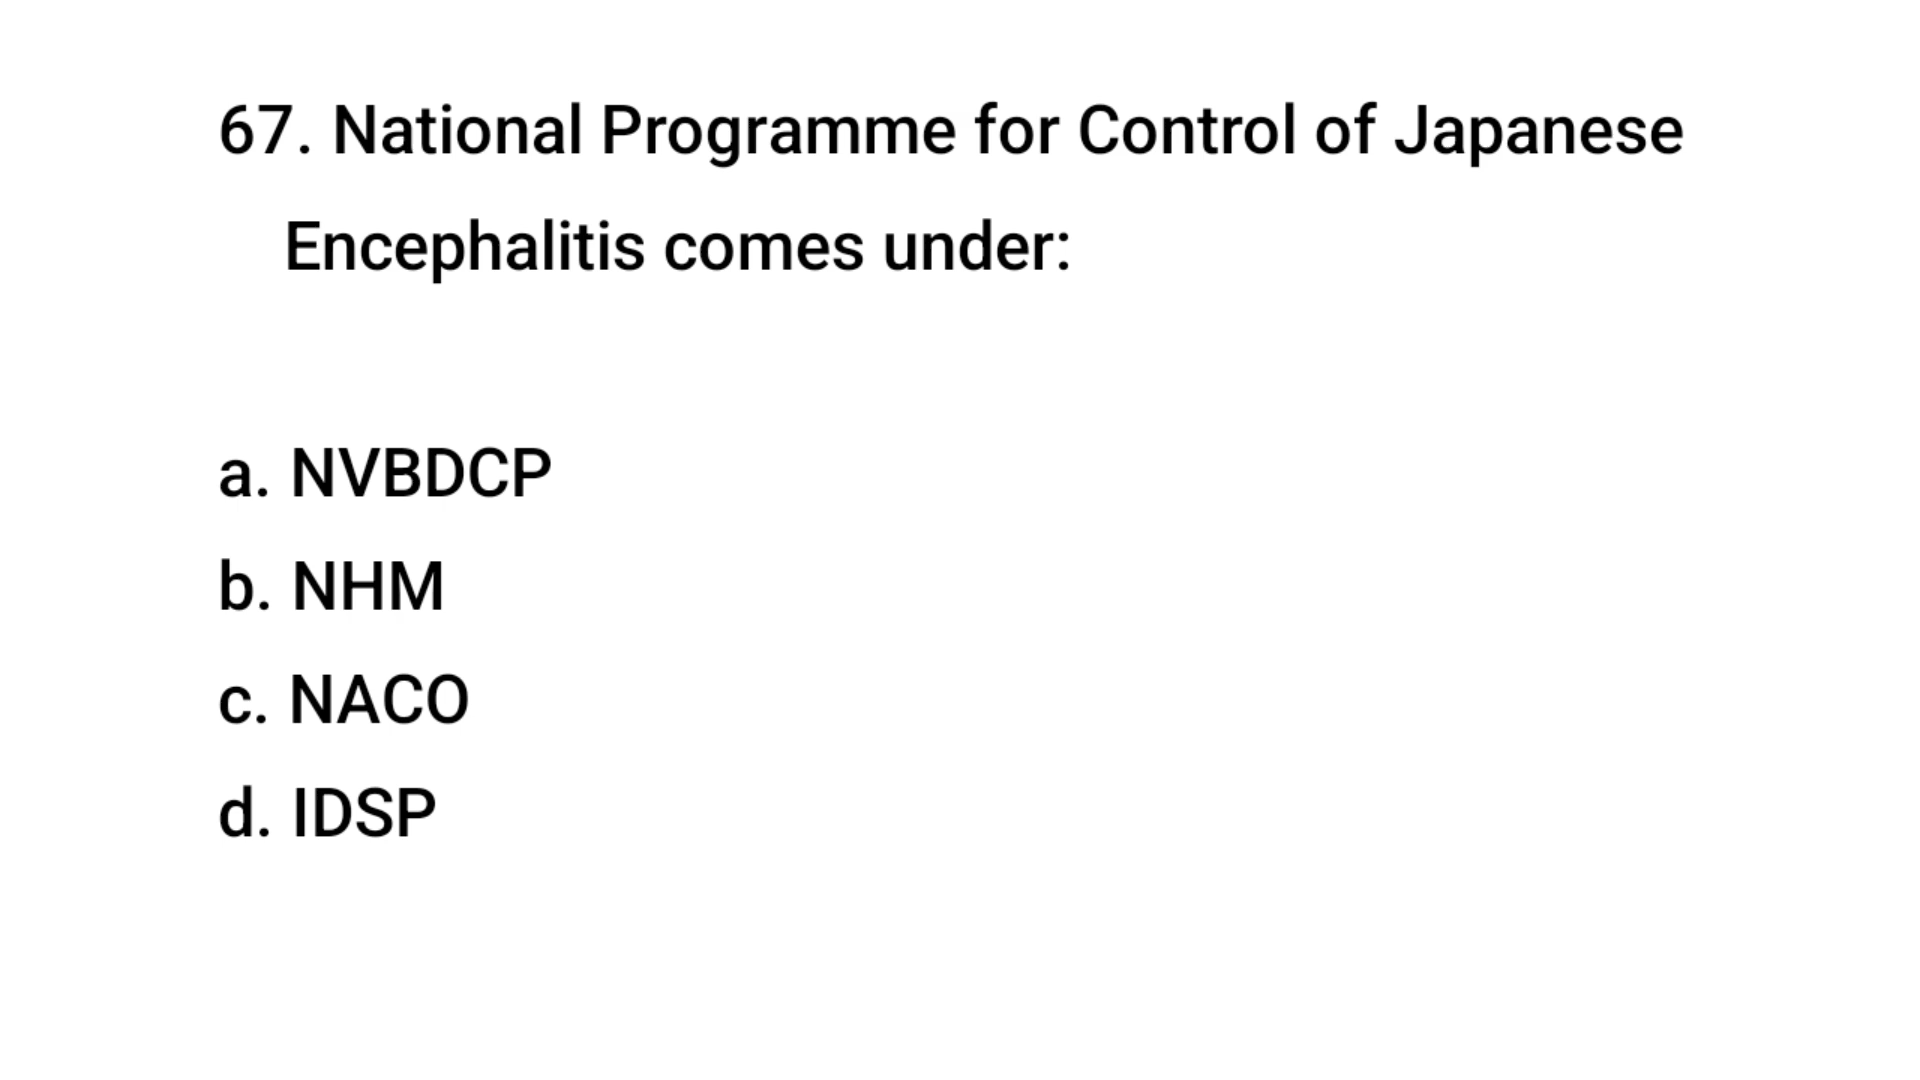 67. National Programme for Control of Japanese
Encephalitis comes under:
a. NVBDCP
b. NHM
c. NACO
d. IDSP